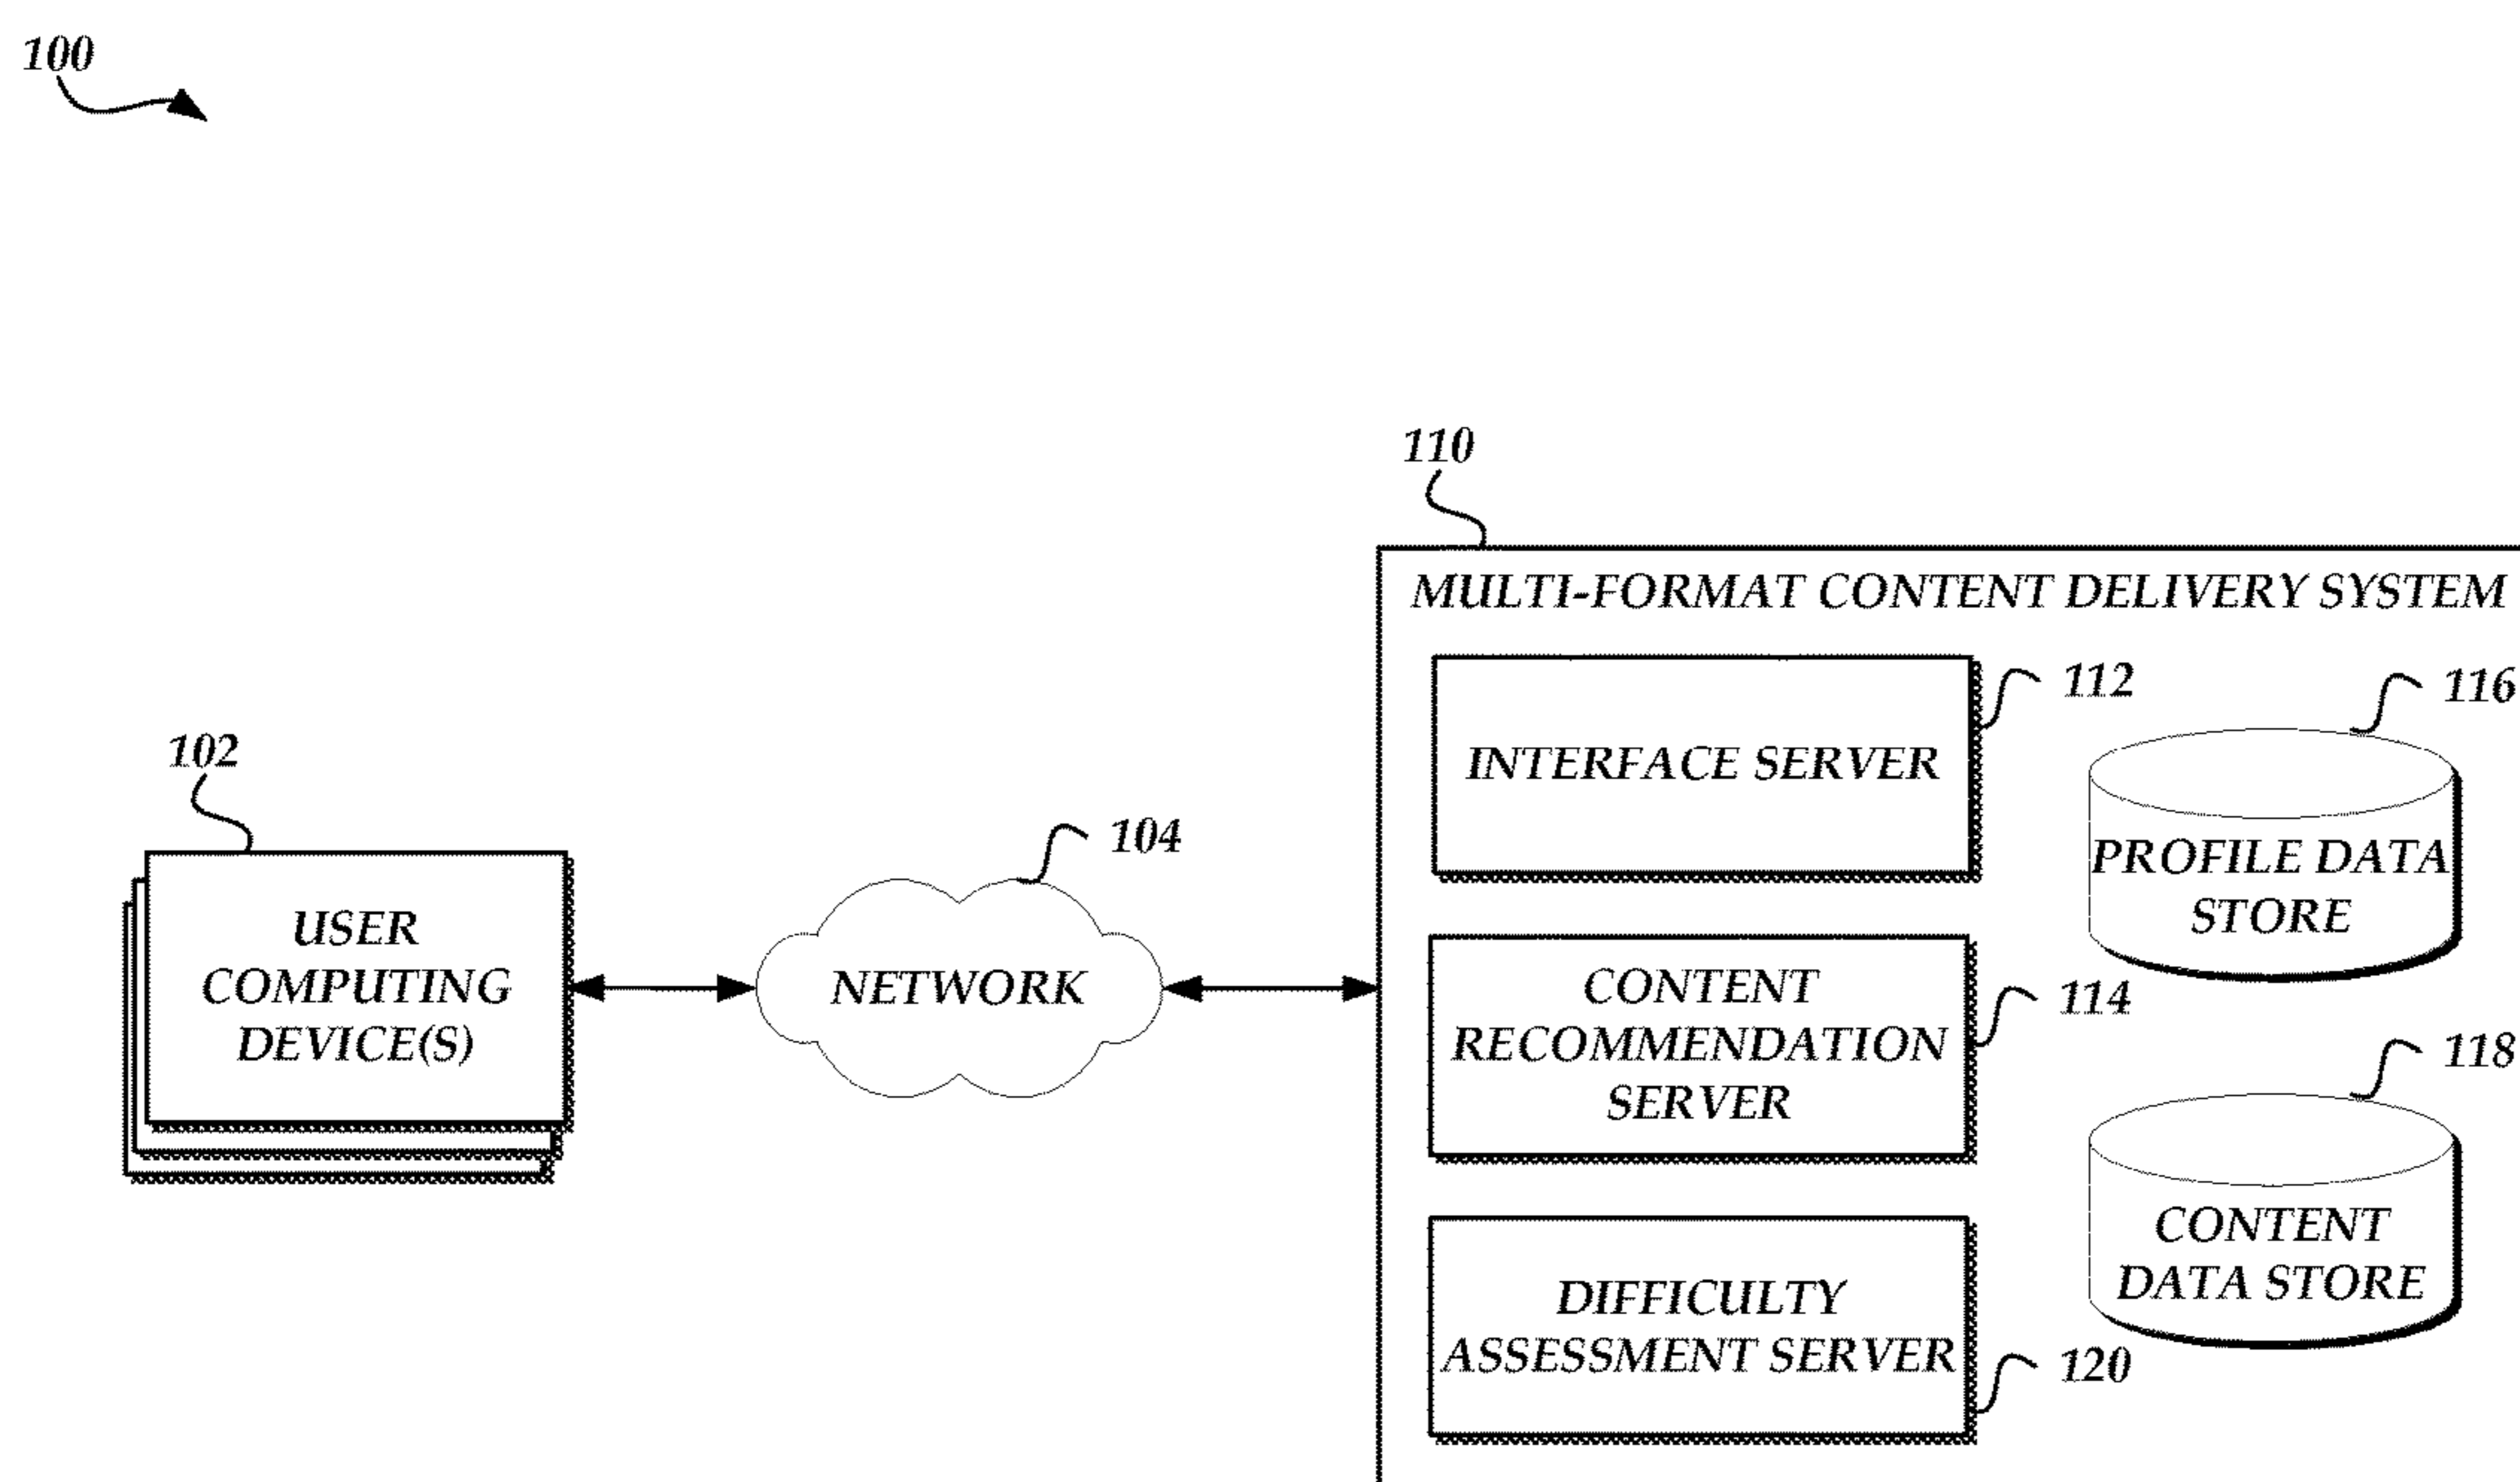 100
110
MULTI-FORMAT CONTENT DELIVERY SYSTEM
112
116
INTERFACE SERVER
PROFILE DATA
STORE
102
104
USER
COMPUTING
DEVICE(S)
NETWORK
114
CONTENT
RECOMMENDATION
SERVER
118
CONTENT
DATA STORE
DIFFICULTY
ASSESSMENT SERVER
120